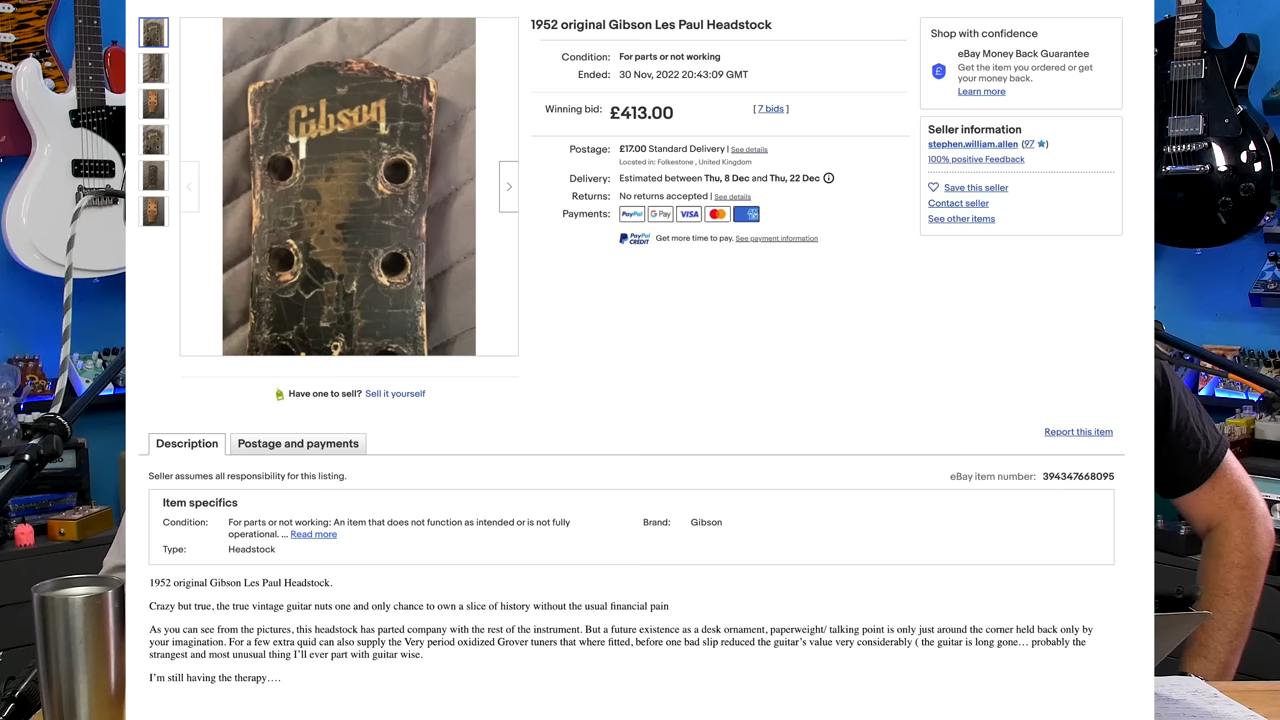 1952 original Gibson Les Paul Headstock
Condition: For parts or not working
Ended: 30 Nov, 2022 20:43:09 GMT
Winning bid: £413.00 [ 7 bids ]
Postage: £17.00 Standard Delivery | See details
Located in: Folkestone , United Kingdom
Delivery: Estimated between Thu, 8 Dec and Thu, 22 Dec
Returns: No returns accepted | See details
Payments: PayPal G Pay VISA
PayPal CREDIT Get more time to pay. See payment information
Shop with confidence
eBay Money Back Guarantee
£
Get the item you ordered or get
your money back.
Learn more
Seller information
stephen.william.allen (97)
100% positive Feedback
Save this seller
Contact seller
See other items
Gibson
Have one to sell? Sell it yourself
Report this item
Description Postage and payments
Seller assumes all responsibility for this listing. eBay item number: 394347668095
Item specifics
Condition: For parts or not working: An item that does not function as intended or is not fully Brand: Gibson
operational. ... Read more
Type: Headstock
1952 original Gibson Les Paul Headstock.
Crazy but true, the true vintage guitar nuts one and only chance to own a slice of history without the usual financial pain
As you can see from the pictures, this headstock has parted company with the rest of the instrument. But a future existence as a desk ornament, paperweight/ talking point is only just around the corner held back only by
your imagination. For a few extra quid can also supply the Very period oxidized Grover tuners that where fitted, before one bad slip reduced the guitar's value very considerably ( the guitar is long gone… probably the
strangest and most unusual thing I'll ever part with guitar wise.
I'm still having the therapy….